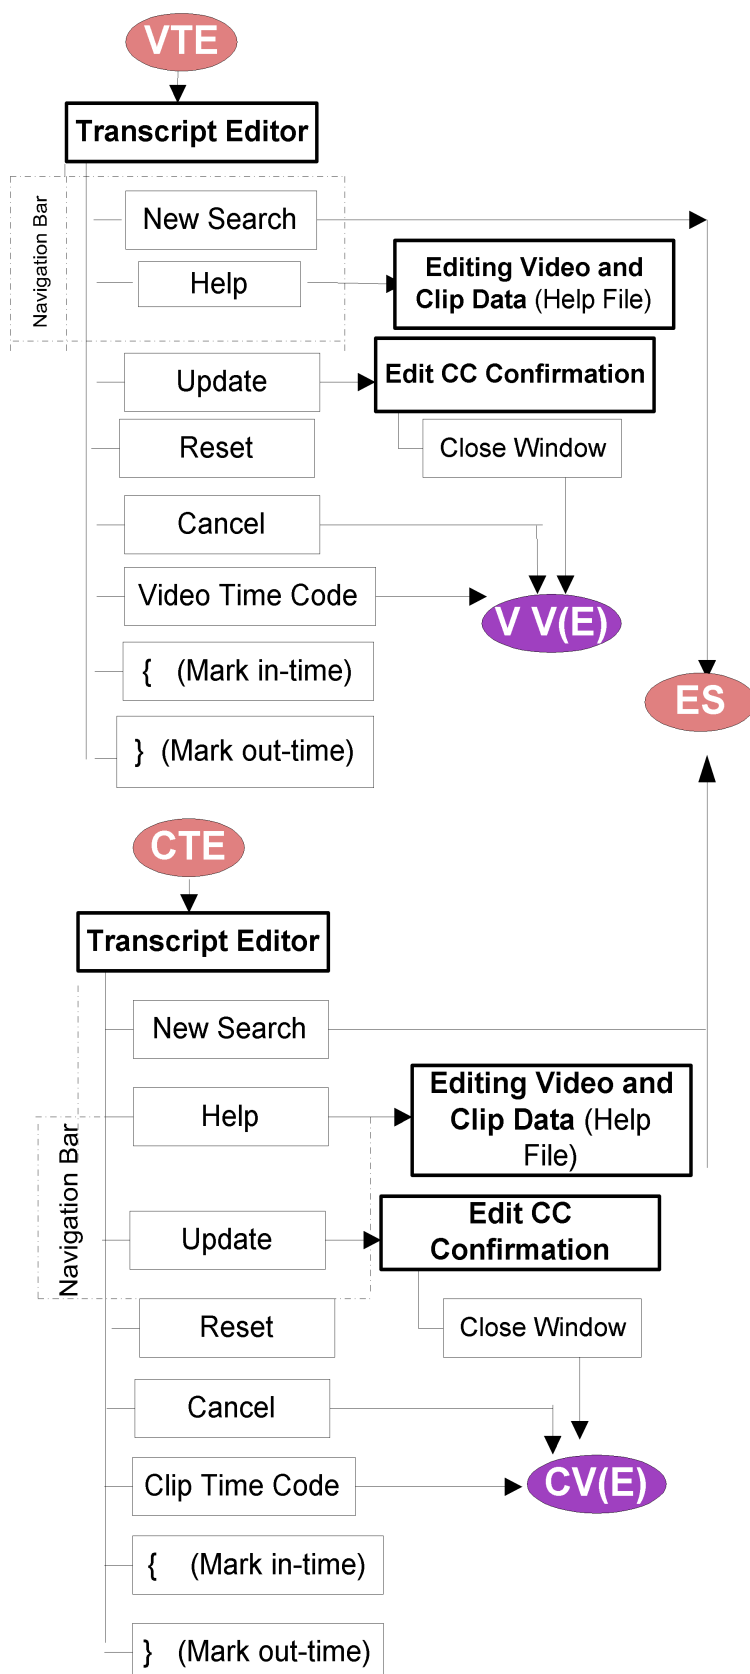 VTE
Transcript Editor
Navigation Bar
New Search
Help
Editing Video and
Clip Data (Help File)
Update
Edit CC Confirmation
Reset
Close Window
Cancel
Video Time Code
V V(E)
{ (Mark in-time)
ES
} (Mark out-time)
CTE
Transcript Editor
Navigation Bar
New Search
Help
Editing Video and
Clip Data (Help
File)
Update
Edit CC
Confirmation
Reset
Close Window
Cancel
Clip Time Code
CV(E)
{ (Mark in-time)
} (Mark out-time)